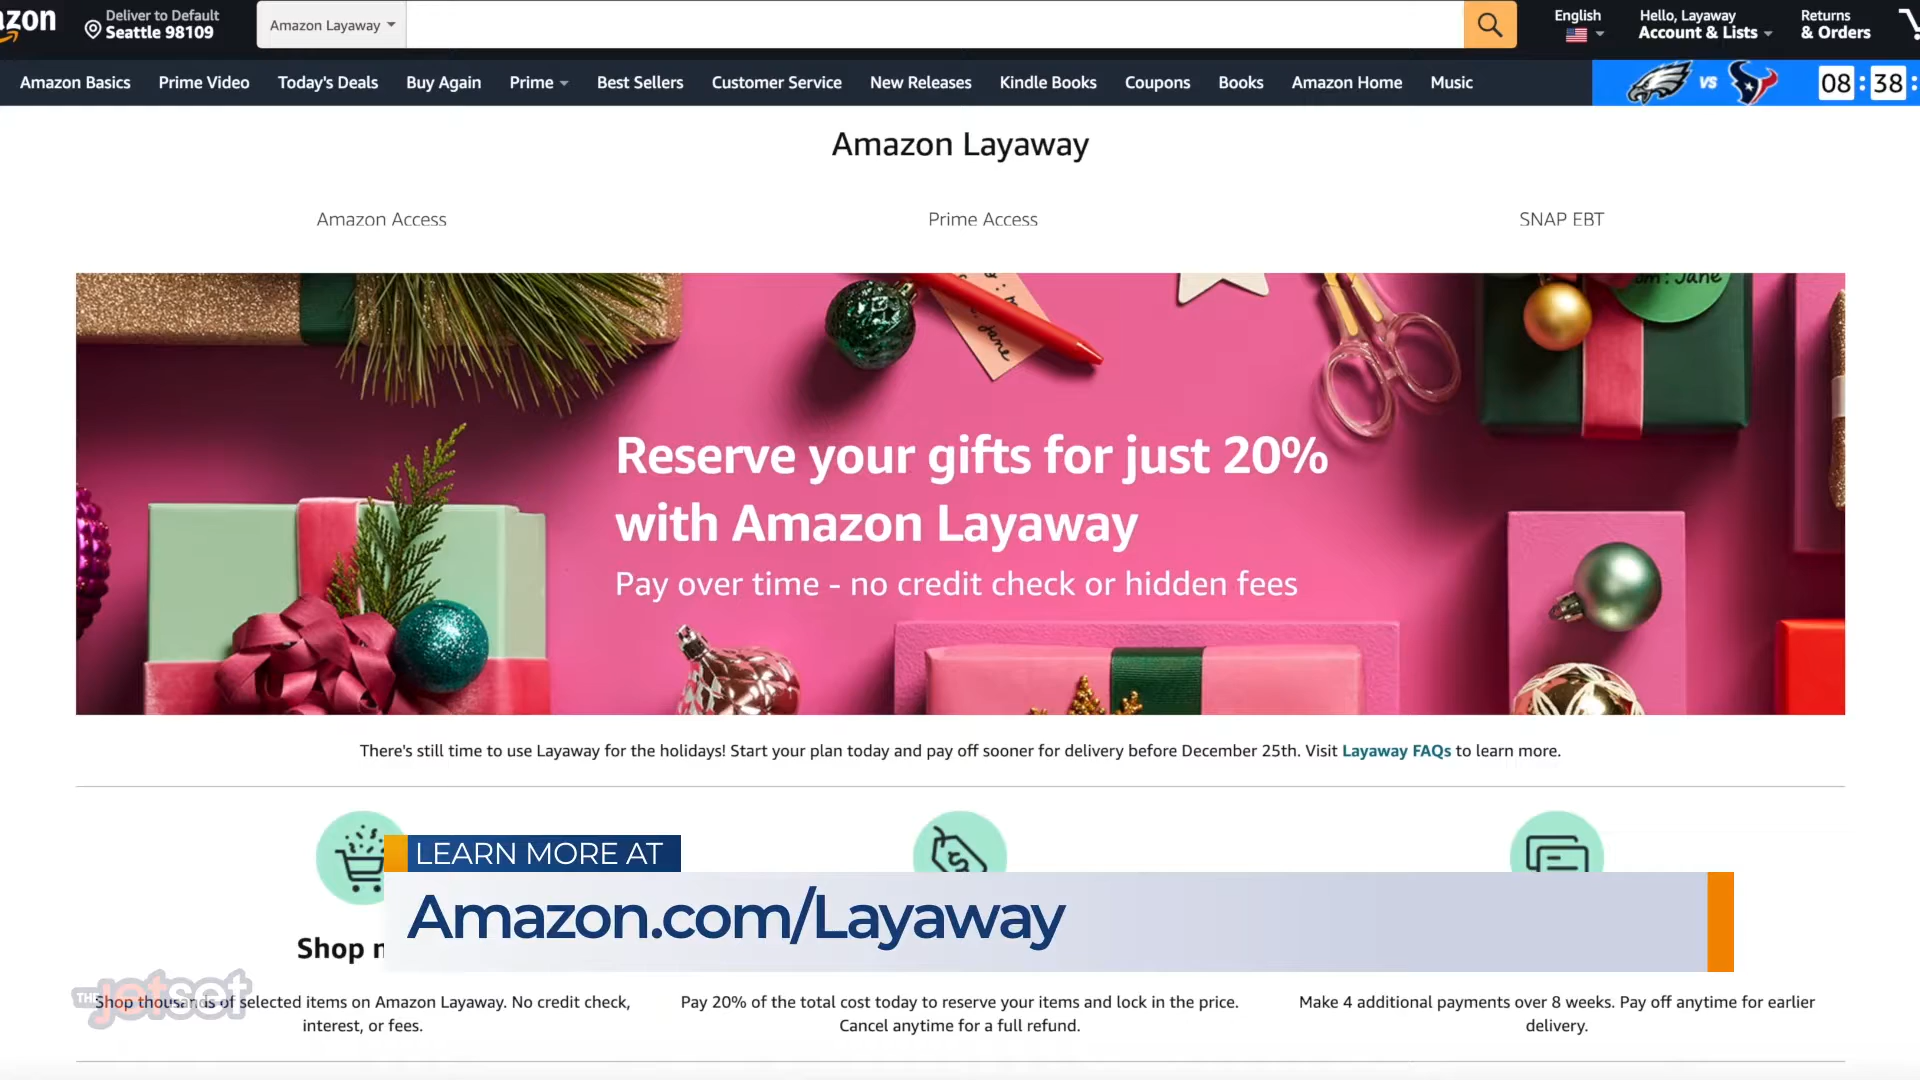 azon
Deliver to Default
Seattle 98109
Amazon Layaway
English
Hello, Layaway
Account & Lists
Returns
& Orders
Amazon Basics
Prime Video
Today's Deals
Buy Again
Prime
Best Sellers
Customer Service
New Releases
Kindle Books
Coupons
Books
Amazon Home
Music
VS
08:38:
Amazon Layaway
Amazon Access
Prime Access
SNAP EBT
Jane
om: Jane
Reserve your gifts for just 20%
with Amazon Layaway
Pay over time - no credit check or hidden fees
There's still time to use Layaway for the holidays! Start your plan today and pay off sooner for delivery before December 25th. Visit Layaway FAQs to learn more.
LEARN MORE AT
Amazon.com/Layaway
Shop
THE jetset
Shop thousands of selected items on Amazon Layaway. No credit check,
interest, or fees.
Pay 20% of the total cost today to reserve your items and lock in the price.
Cancel anytime for a full refund.
Make 4 additional payments over 8 weeks. Pay off anytime for earlier
delivery.